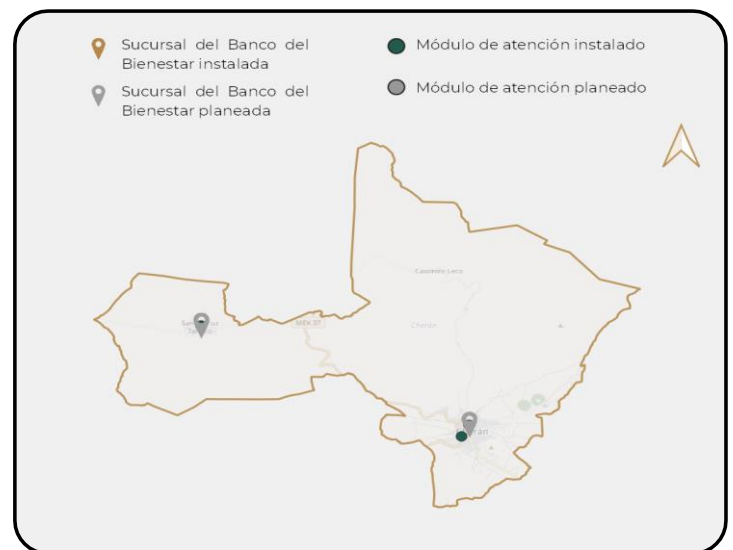 Sucursal del Banco del
Bienestar instalada
Sucursal del Banco del
Bienestar planeada
Módulo de atención instalado
Módulo de atención planeado
Casimiro Leco
MEX 37
Cherán